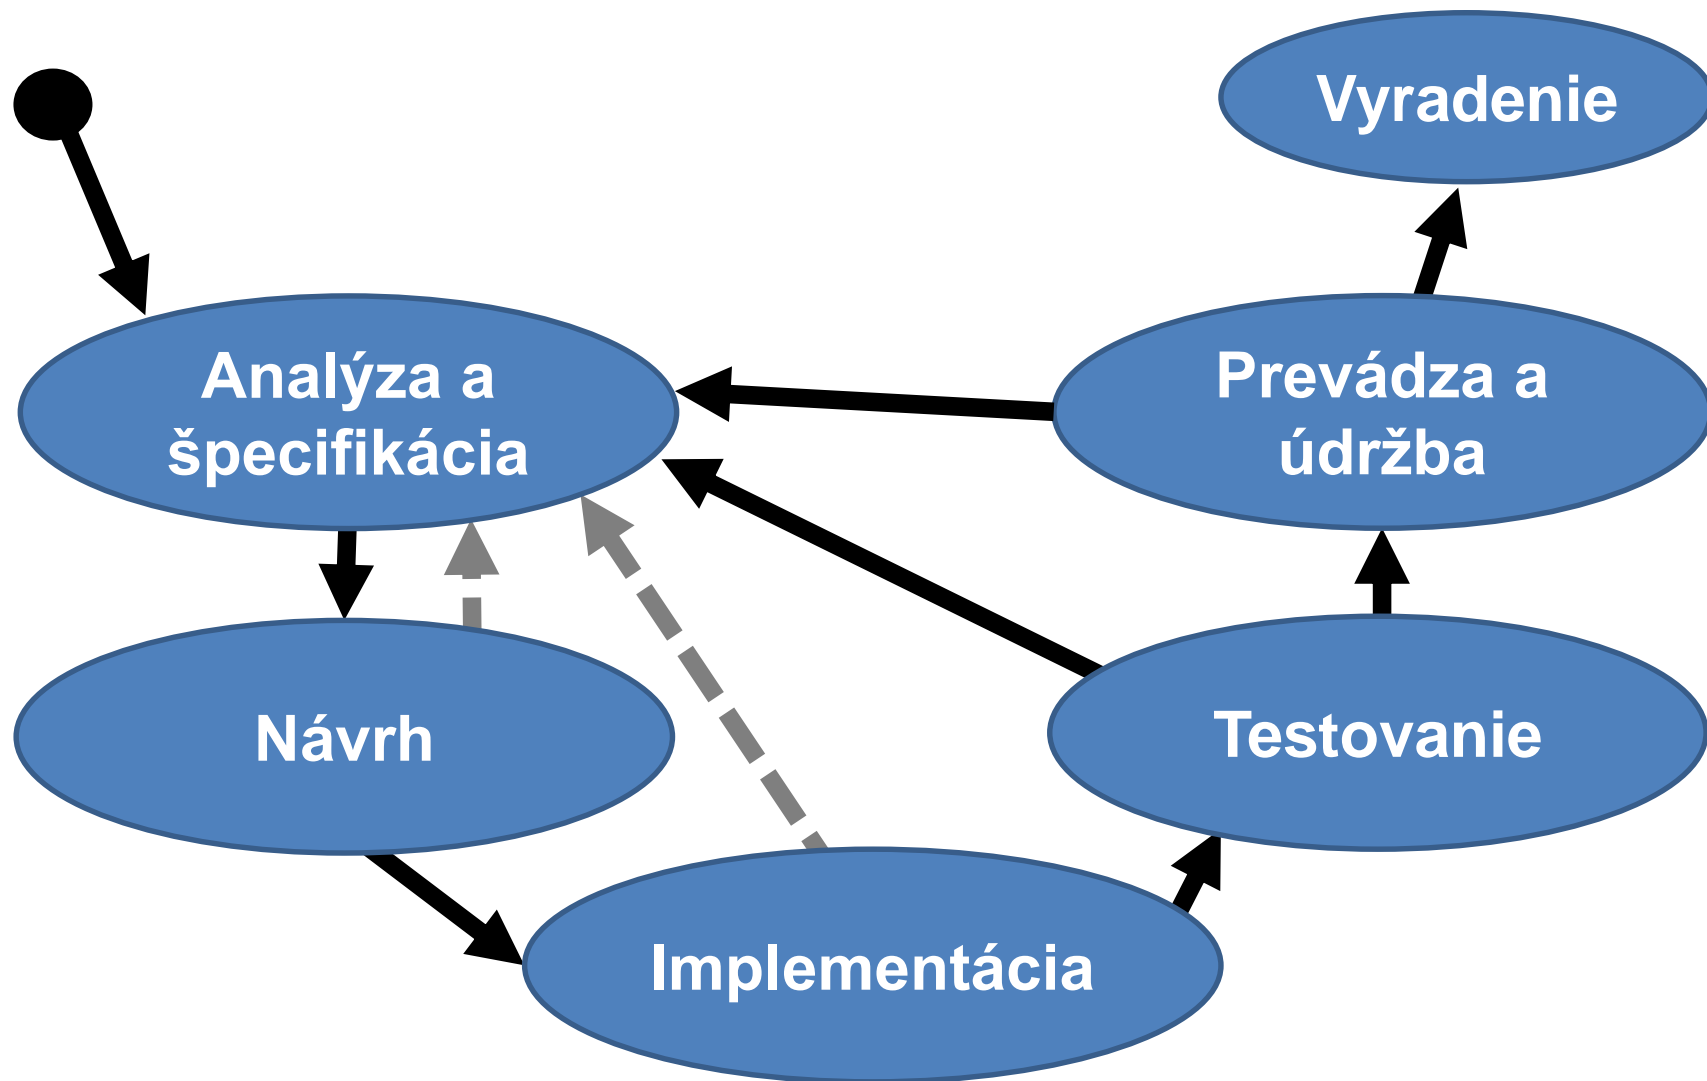 Vyradenie
Analýza a
špecifikácia
Prevádza a
údržba
Návrh
Testovanie
Implementácia